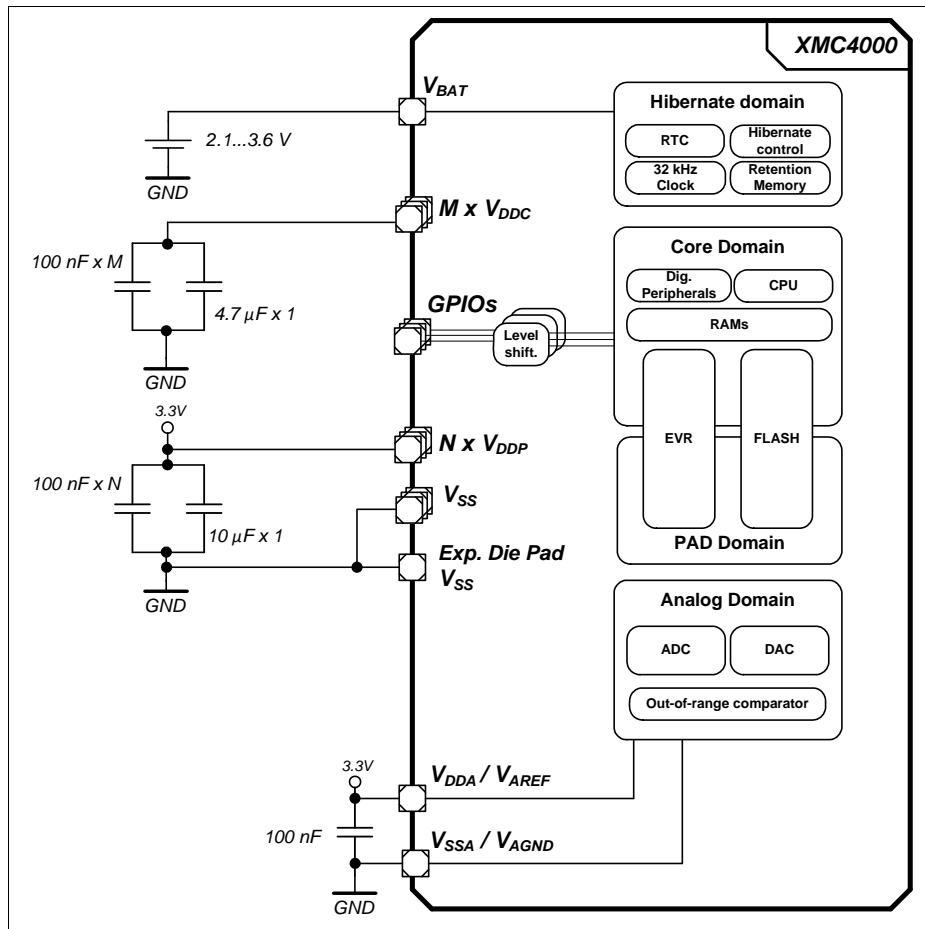 XMC4000
VBAT
2.1...3.6 V
GND
Hibernate domain
RTC
Hibernate
control
32 kHz
Clock
Retention
Memory
M x VDDC
100 nF x M
4.7 µF x 1
GND
Core Domain
Dig.
Peripherals
CPU
RAMs
GPIOs
Level
shift.
EVR
FLASH
PAD Domain
3.3V
N x VDDP
100 nF x N
10 µF x 1
VSS
Exp. Die Pad
VSS
GND
Analog Domain
ADC
DAC
Out-of-range comparator
3.3V
VDDA / VAREF
100 nF
VSSA / VAGND
GND